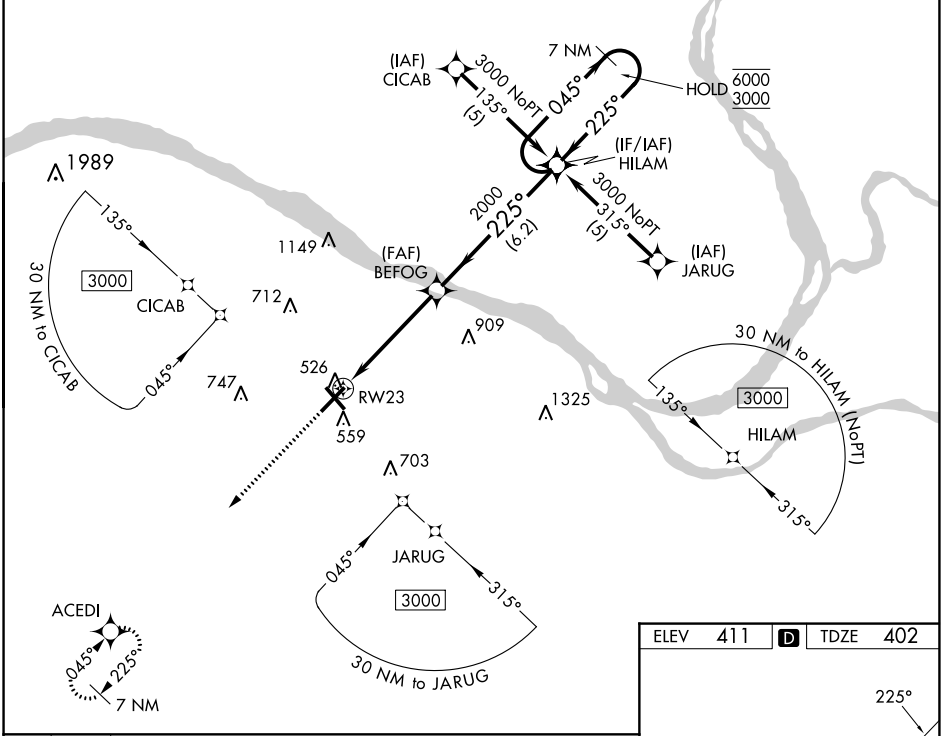 (IAF)
CICAB
3000 NoPT
135°
(5)
7 NM
045°
225°
HOLD
6000
3000
(IF/IAF)
HILAM
3000 NoPT
315°
(5)
(IAF)
JARUG
2000
225°
(6.2)
(FAF)
BEFOG
1989
1149
712
747
909
526
RW23
559
703
1325
135°
3000
CICAB
045°
30 NM to CICAB
30 NM to HILAM (NoPT)
135°
3000
HILAM
315°
045°
JARUG
3000
315°
30 NM to JARUG
ACEDI
045°
225°
7 NM
ELEV 411 D TDZE 402
225°